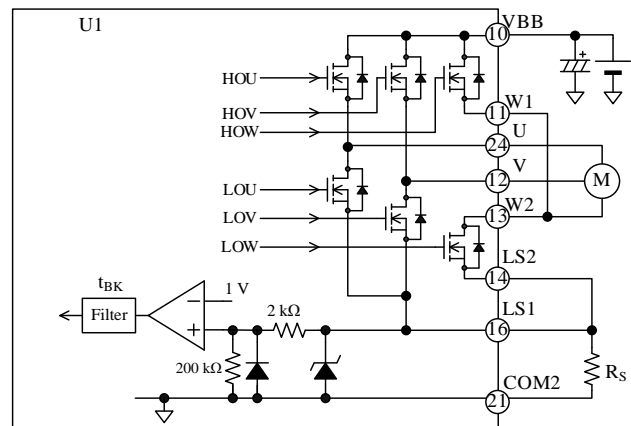 U1
VBB
10
HOU
HOV
HOW
W1
11
U
24
V
12
M
LOU
LOV
LOW
W2
13
LS2
14
tBK
Filter
1 V
−
+
2 kΩ
LS1
16
200 kΩ
COM2
21
RS
+